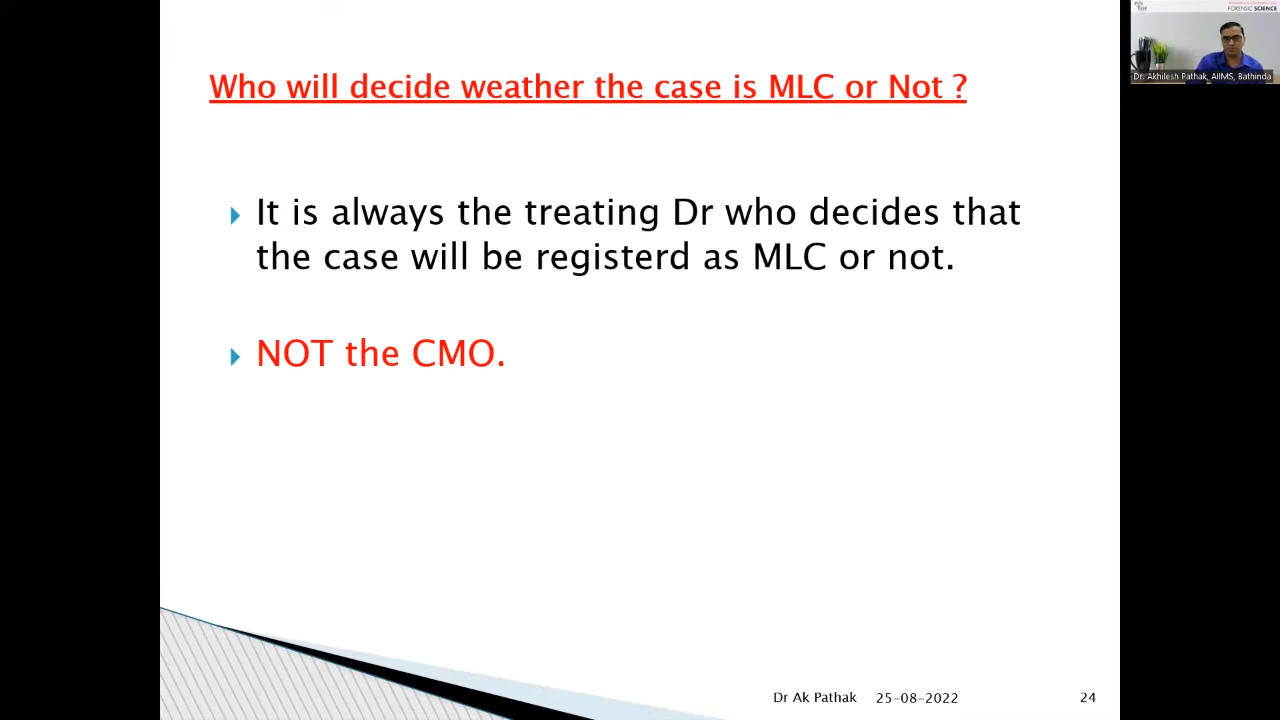 FORENSIC SCIENCE
Dr. Akhilesh Pathak, AIIMS, Bathinda
Who will decide weather the case is MLC or Not ?
It is always the treating Dr who decides that
the case will be registerd as MLC or not.
NOT the CMO.
Dr Ak Pathak 25-08-2022 24